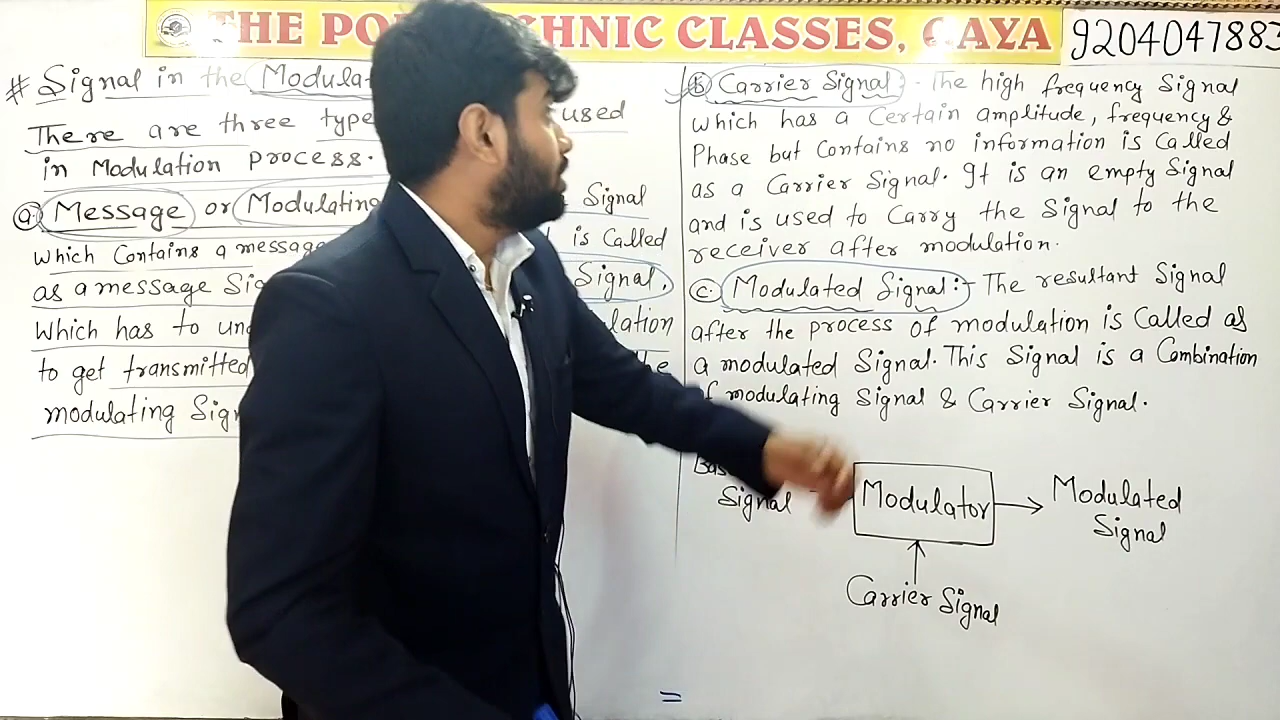 THE PO HNIC CLASSES, GAYA
9204047883
# Signal in the Modula
There are three type used
in Modulation process.
(a) Message or Modulating Signal
which Contains a message is Called
as a message Sig Signal,
which has to un lation
to get transmitted
modulating Sig
(b) Carrier Signal:- The high frequency Signal
which has a Certain amplitude, frequency &
Phase but Contains no information is Called
as a Carrier Signal. It is an empty Signal
and is used to Carry the Signal to the
receiver after modulation.
(c) Modulated Signal:- The resultant Signal
after the process of modulation is Called as
a modulated Signal. This Signal is a Combination
of modulating Signal & Carrier Signal.
Bas
Signal
Modulator
Modulated
Signal
Carrier Signal
=